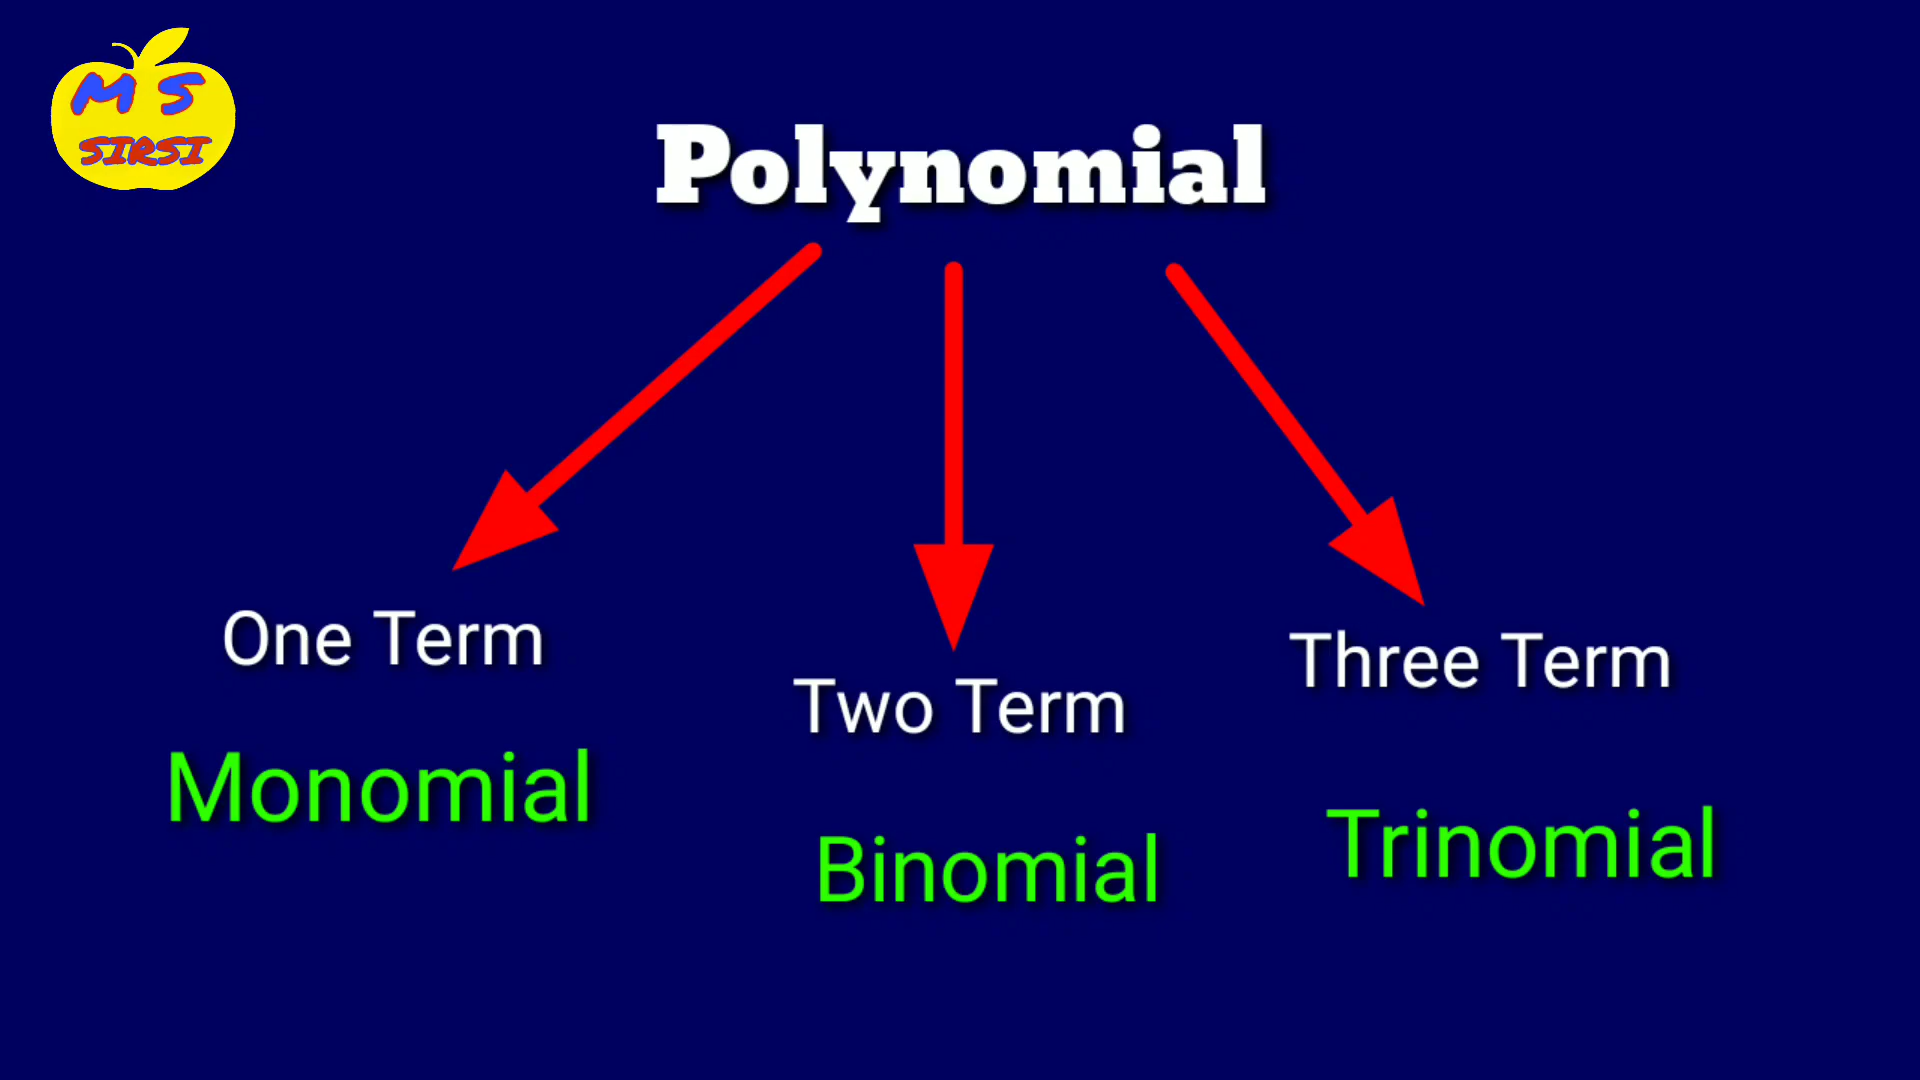 M S
SIRSI
Polynomial
One Term
Monomial
Two Term
Binomial
Three Term
Trinomial